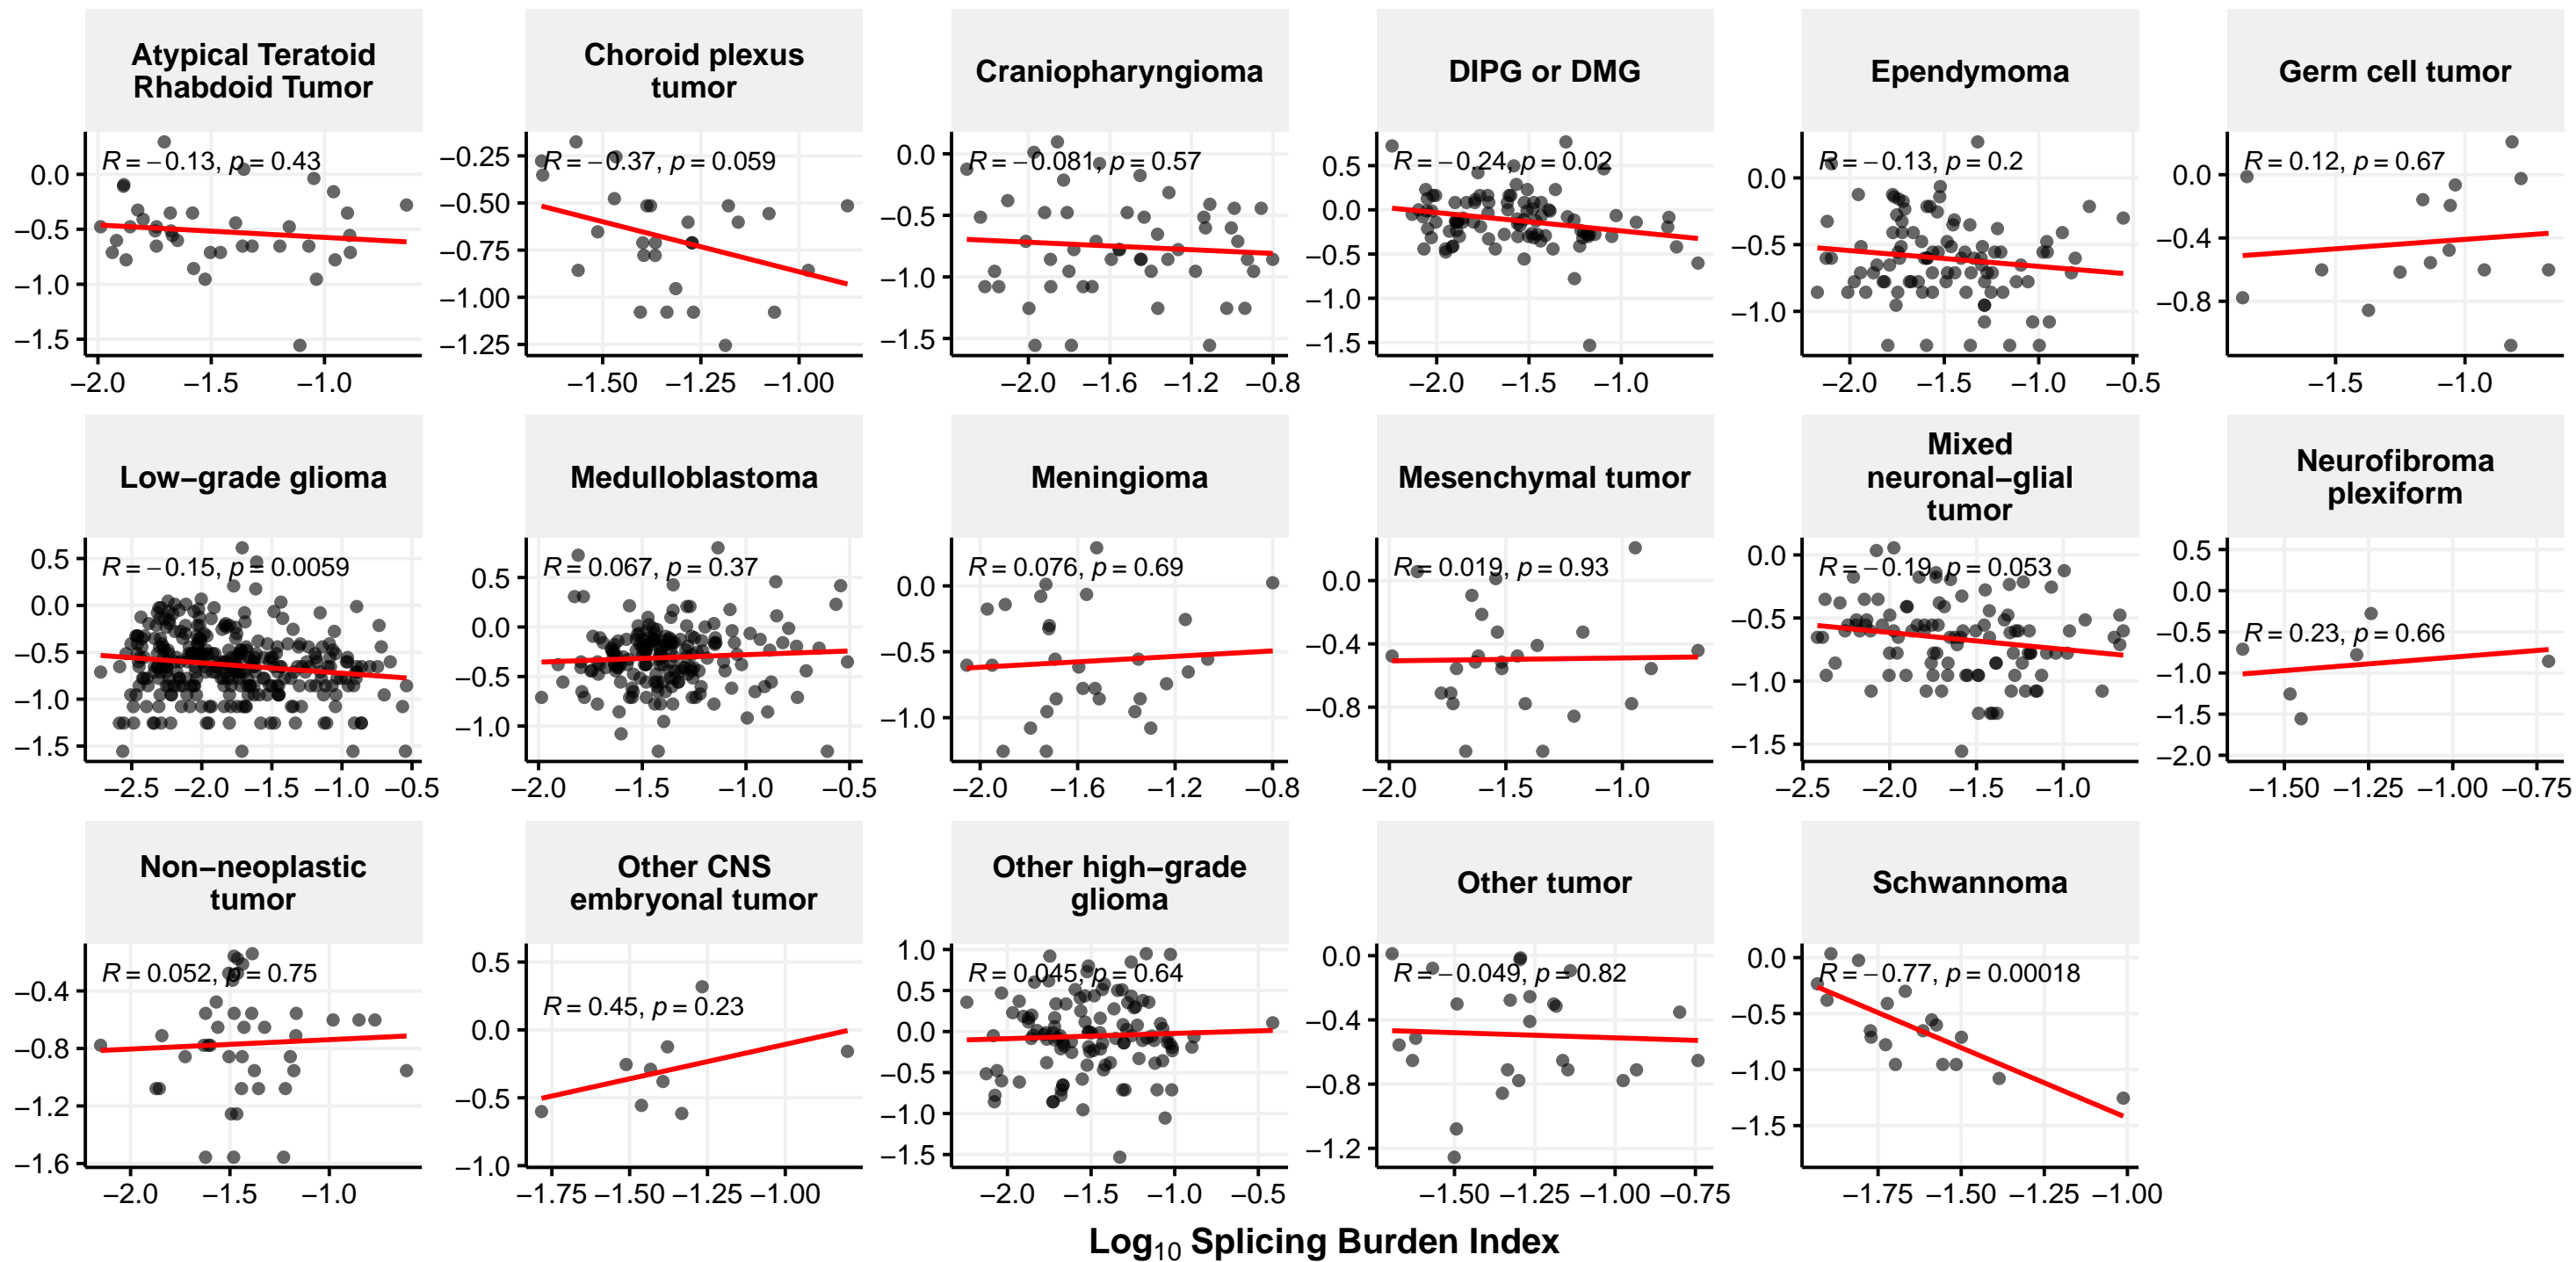 Atypical Teratoid
Rhabdoid Tumor
Choroid plexus
tumor
Craniopharyngioma
DIPG or DMG
Ependymoma
Germ cell tumor
R = −0.13, p = 0.43
0.0
−0.5
−1.0
−1.5
−2.0 −1.5 −1.0
R = −0.37, p = 0.059
−0.25
−0.50
−0.75
−1.00
−1.25
−1.50 −1.25 −1.00
R = −0.081, p = 0.57
0.0
−0.5
−1.0
−1.5
−2.0 −1.6 −1.2 −0.8
R = −0.24, p = 0.02
0.5
0.0
−0.5
−1.0
−1.5
−2.0 −1.5 −1.0
R = −0.13, p = 0.2
0.0
−0.5
−1.0
−2.0 −1.5 −1.0 −0.5
R = 0.12, p = 0.67
0.0
−0.4
−0.8
−1.5 −1.0
Low−grade glioma
Medulloblastoma
Meningioma
Mesenchymal tumor
Mixed
neuronal−glial
tumor
Neurofibroma
plexiform
R = −0.15, p = 0.0059
0.5
0.0
−0.5
−1.0
−1.5
−2.5 −2.0 −1.5 −1.0 −0.5
R = 0.067, p = 0.37
0.5
0.0
−0.5
−1.0
−2.0 −1.5 −1.0 −0.5
R = 0.076, p = 0.69
0.0
−0.5
−1.0
−2.0 −1.6 −1.2 −0.8
R = 0.019, p = 0.93
0.0
−0.4
−0.8
−2.0 −1.5 −1.0
R = −0.19, p = 0.053
0.0
−0.5
−1.0
−1.5
−2.5 −2.0 −1.5 −1.0
R = 0.23, p = 0.66
0.5
0.0
−0.5
−1.0
−1.5
−2.0
−1.50 −1.25 −1.00 −0.75
Non−neoplastic
tumor
Other CNS
embryonal tumor
Other high−grade
glioma
Other tumor
Schwannoma
R = 0.052, p = 0.75
−0.4
−0.8
−1.2
−1.6
−2.0 −1.5 −1.0
R = 0.45, p = 0.23
0.5
0.0
−0.5
−1.0
−1.75 −1.50 −1.25 −1.00
R = 0.045, p = 0.64
1.0
0.5
0.0
−0.5
−1.0
−1.5
−2.0 −1.5 −1.0 −0.5
R = −0.049, p = 0.82
0.0
−0.4
−0.8
−1.2
−1.50 −1.25 −1.00 −0.75
R = −0.77, p = 0.00018
0.0
−0.5
−1.0
−1.5
−1.75 −1.50 −1.25 −1.00
Log10 Splicing Burden Index